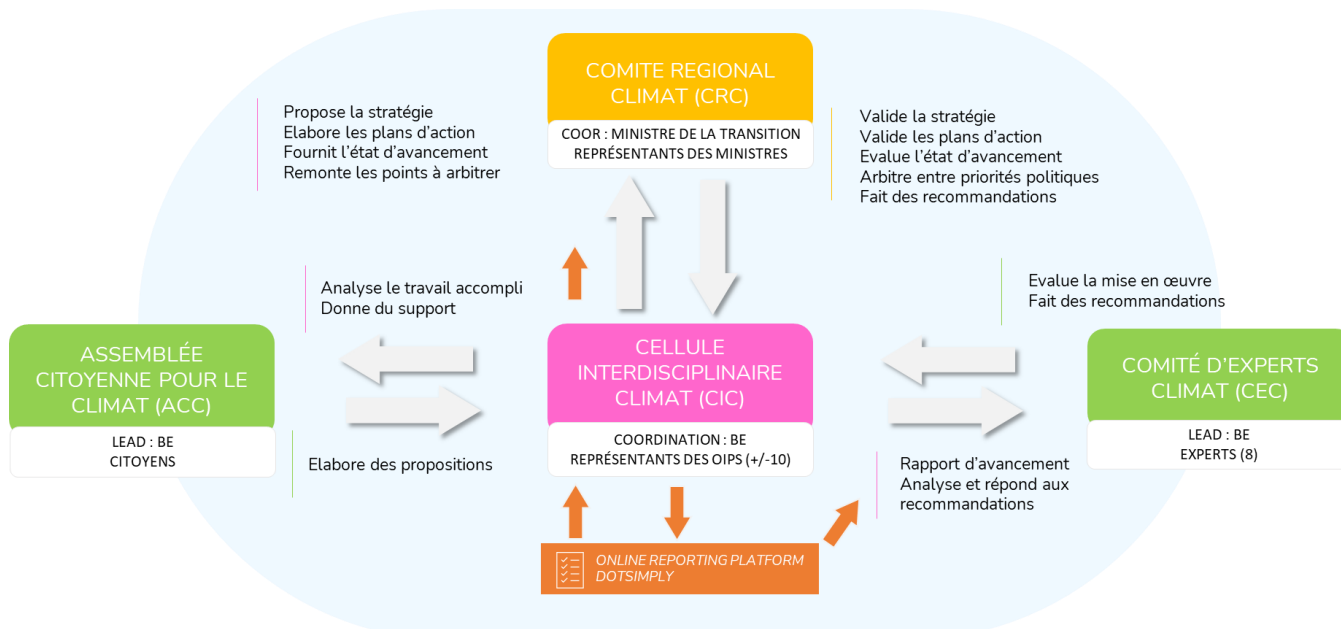 COMITE REGIONAL
CLIMAT (CRC)
COOR : MINISTRE DE LA TRANSITION
REPRÉSENTANTS DES MINISTRES
Propose la stratégie
Elabore les plans d’action
Fournit l’état d’avancement
Remonte les points à arbitrer
Valide la stratégie
Valide les plans d’action
Evalue l’état d’avancement
Arbitre entre priorités politiques
Fait des recommandations
Analyse le travail accompli
Donne du support
Evalue la mise en œuvre
Fait des recommandations
ASSEMBLÉE
CITOYENNE POUR LE
CLIMAT (ACC)
LEAD : BE
CITOYENS
CELLULE
INTERDISCIPLINAIRE
CLIMAT (CIC)
COORDINATION : BE
REPRÉSENTANTS DES OIPS (+/-10)
COMITÉ D’EXPERTS
CLIMAT (CEC)
LEAD : BE
EXPERTS (8)
Elabore des propositions
Rapport d’avancement
Analyse et répond aux
recommandations
ONLINE REPORTING PLATFORM
DOTSIMPLY